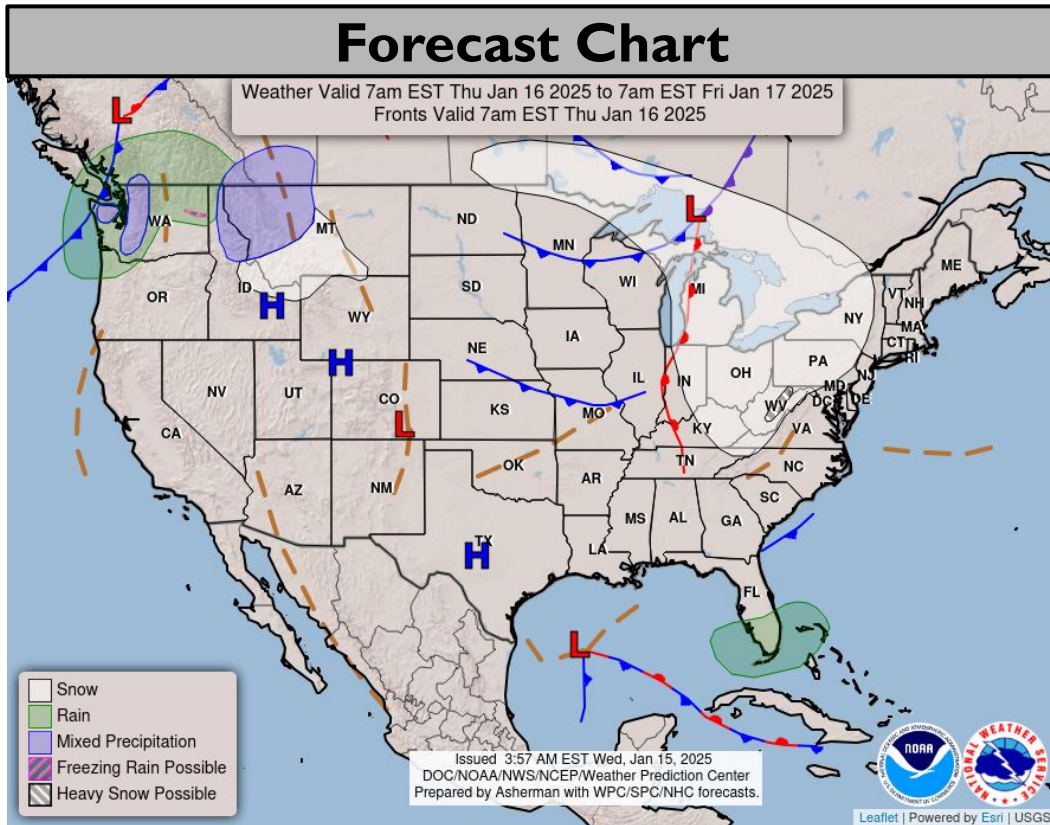 Forecast Chart
Weather Valid 7am EST Thu Jan 16 2025 to 7am EST Fri Jan 17 2025
Fronts Valid 7am EST Thu Jan 16 2025
L
L
WA
MT
ND
MN
ME
OR
ID
H
SD
WI
MI
VT
NH
WY
NY
MA
CT
RI
H
NE
IA
PA
NJ
NV
UT
CO
IL
IN
OH
MD
DE
DC
WV
L
KS
MO
KY
VA
CA
TN
NC
AZ
NM
OK
AR
SC
MS
AL
GA
TX
H
LA
FL
L
Snow
Rain
Mixed Precipitation
Freezing Rain Possible
Heavy Snow Possible
Issued 3:57 AM EST Wed, Jan 15, 2025
DOC/NOAA/NWS/NCEP/Weather Prediction Center
Prepared by Asherman with WPC/SPC/NHC forecasts.
NOAA
NATIONAL WEATHER SERVICE
Leaflet | Powered by Esri | USGS